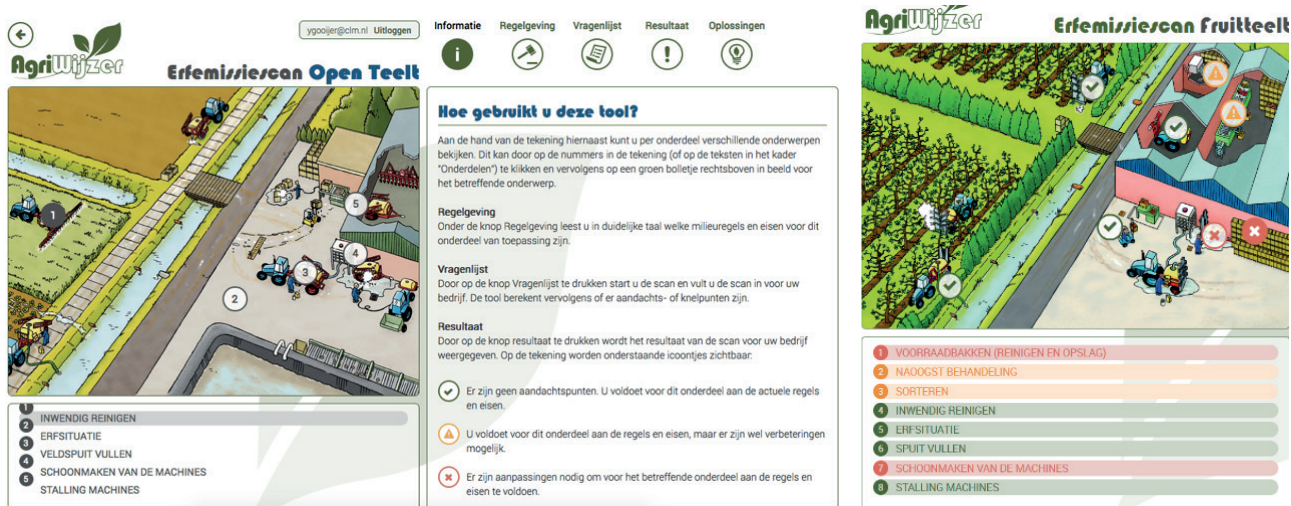 AgriWijzer
ygooijer@clm.nl Uitloggen
Erfemissiescan Open Teelt
1
2
3
4
5
1
2
3
4
5
INWENDIG REINIGEN
ERFSITUATIE
VELDSPUIT VULLEN
SCHOONMAKEN VAN DE MACHINES
STALLING MACHINES
Informatie Regelgeving Vragenlijst Resultaat Oplossingen
i
Hoe gebruikt u deze tool?
Aan de hand van de tekening hiernaast kunt u per onderdeel verschillende onderwerpen
bekijken. Dit kan door op de nummers in de tekening (of op de teksten in het kader
"Onderdelen") te klikken en vervolgens op een groen bolletje rechtsboven in beeld voor
het betreffende onderwerp.
Regelgeving
Onder de knop Regelgeving leest u in duidelijke taal welke milieuregels en eisen voor dit
onderdeel van toepassing zijn.
Vragenlijst
Door op de knop Vragenlijst te drukken start u de scan en vult u de scan in voor uw
bedrijf. De tool berekent vervolgens of er aandachts- of knelpunten zijn.
Resultaat
Door op de knop resultaat te drukken wordt het resultaat van de scan voor uw bedrijf
weergegeven. Op de tekening worden onderstaande icoontjes zichtbaar:
Er zijn geen aandachtspunten. U voldoet voor dit onderdeel aan de actuele regels
en eisen.
U voldoet voor dit onderdeel aan de regels en eisen, maar er zijn wel verbeteringen
mogelijk.
Er zijn aanpassingen nodig om voor het betreffende onderdeel aan de regels en
eisen te voldoen.
AgriWijzer
Erfemissiescan Fruitteelt
1 VOORRAADBAKKEN (REINIGEN EN OPSLAG)
2 NAOOGST BEHANDELING
3 SORTEREN
4 INWENDIG REINIGEN
5 ERFSITUATIE
6 SPUIT VULLEN
7 SCHOONMAKEN VAN DE MACHINES
8 STALLING MACHINES